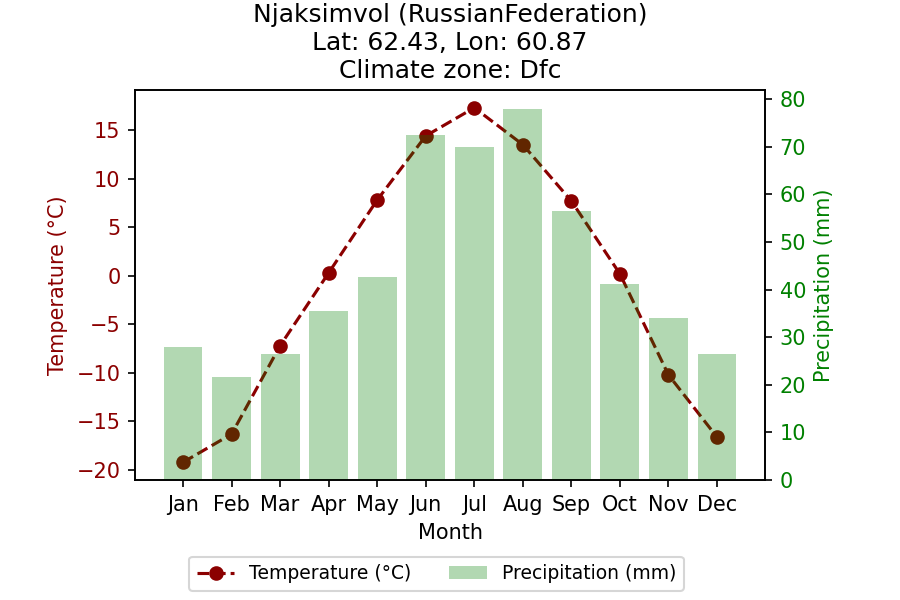 Njaksimvol (RussianFederation)
Lat: 62.43, Lon: 60.87
Climate zone: Dfc
Temperature (°C)
15
10
5
0
−5
−10
−15
−20
80
70
60
50
40
30
20
10
0
Precipitation (mm)
Jan Feb Mar Apr May Jun Jul Aug Sep Oct Nov Dec
Month
Temperature (°C) Precipitation (mm)